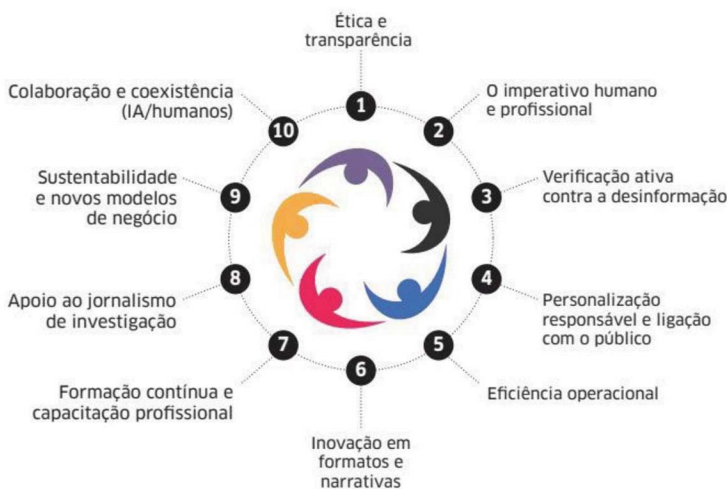 Ética e
transparência
1
O imperativo humano
e profissional
2
Verificação ativa
contra a desinformação
3
Personalização
responsável e ligação
com o público
4
Eficiência operacional
5
Inovação em
formatos e
narrativas
6
Formação contínua e
capacitação profissional
7
Apoio ao jornalismo
de investigação
8
Sustentabilidade
e novos modelos
de negócio
9
Colaboração e coexistência
(IA/humanos)
10